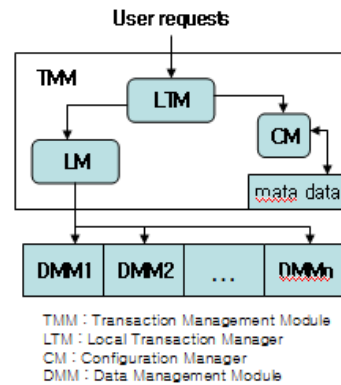 User requests
TMM
LTM
CM
LM
mata data
DMM1 DMM2 ... DMMn
TMM : Transaction Management Module
LTM : Local Transaction Manager
CM : Configuration Manager
DMM : Data Management Module